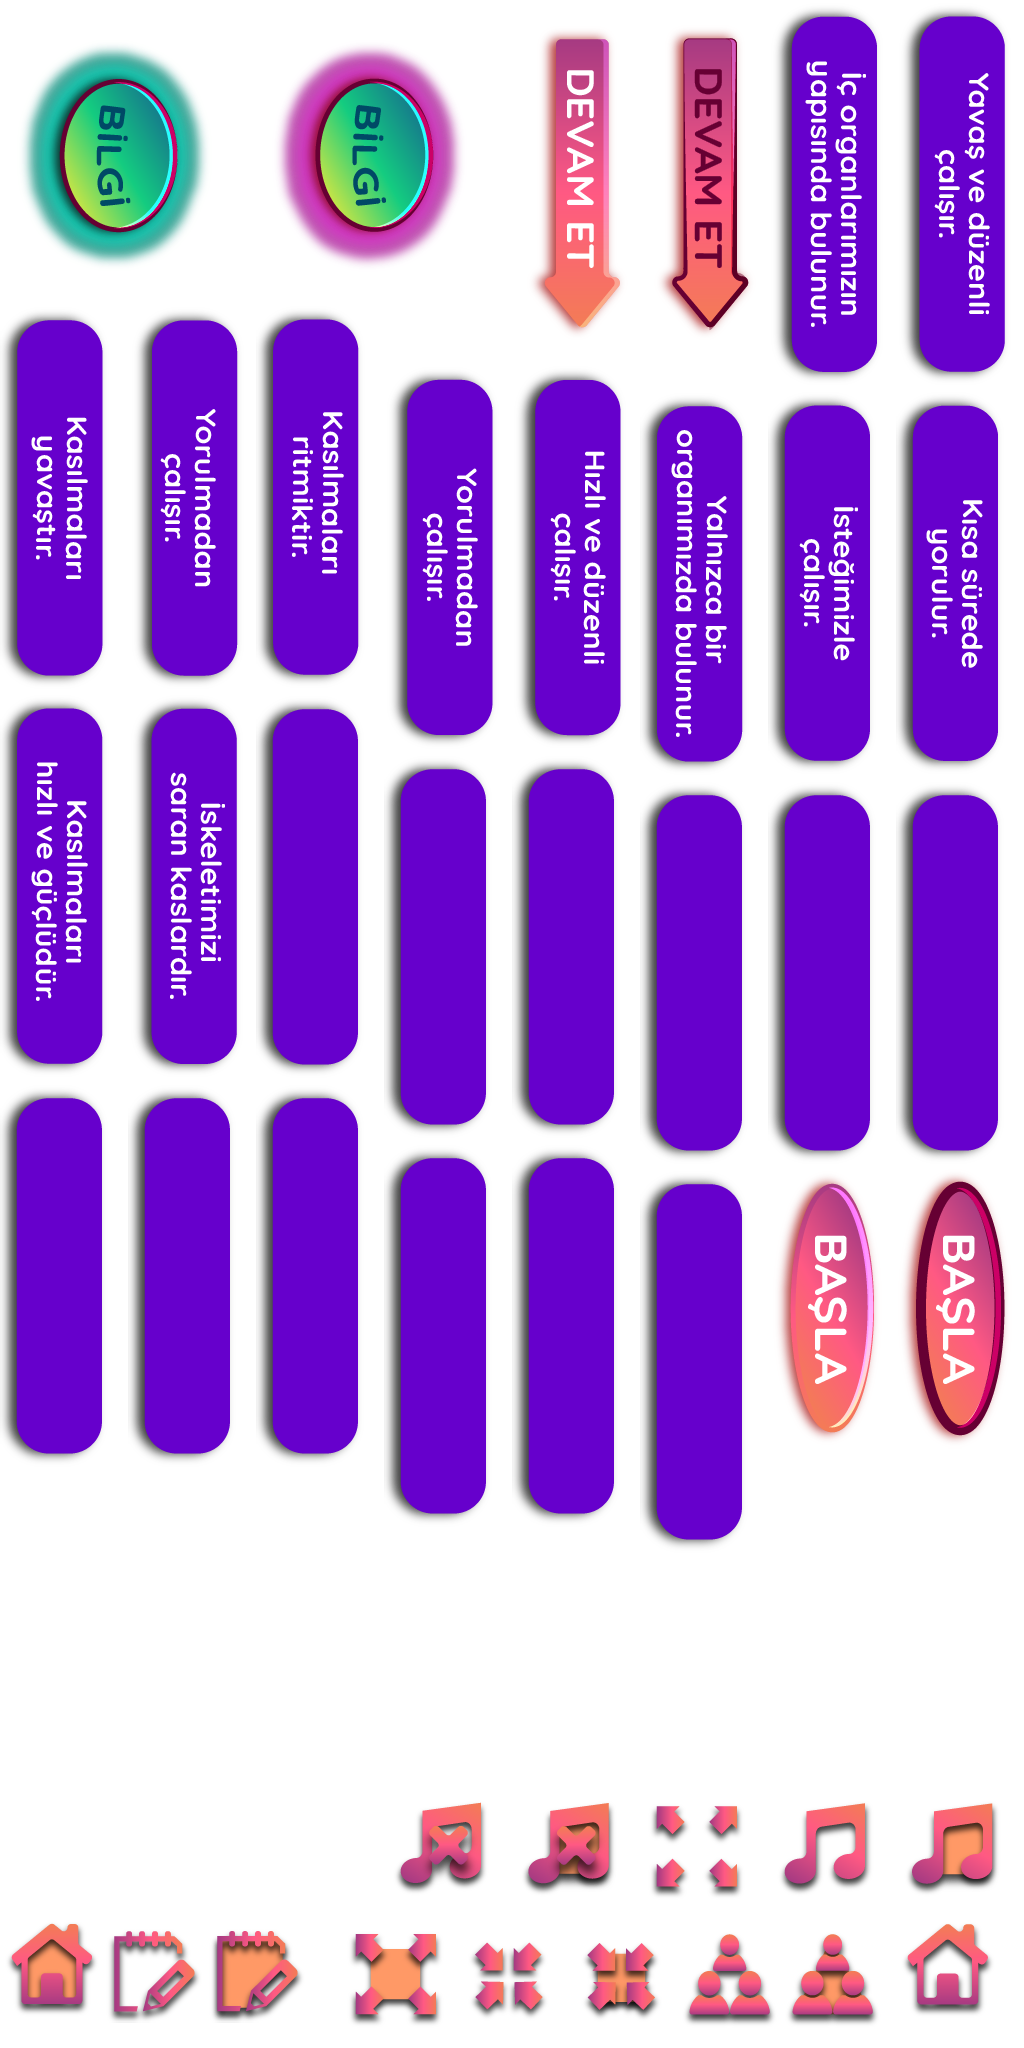 BİLGİ
BİLGİ
DEVAM ET
DEVAM ET
İç organlarımızın
yapısında bulunur.
Yavaş ve düzenli
çalışır.
Kasılmaları
yavaştır.
Yorulmadan
çalışır.
Kasılmaları
ritmiktir.
Yorulmadan
çalışır.
Hızlı ve düzenli
çalışır.
Yalnızca bir
organımızda bulunur.
İsteğimizle
çalışır.
Kısa sürede
yorulur.
Kasılmaları
hızlı ve güçlüdür.
İskeletimizi
saran kaslardır.
BAŞLA
BAŞLA